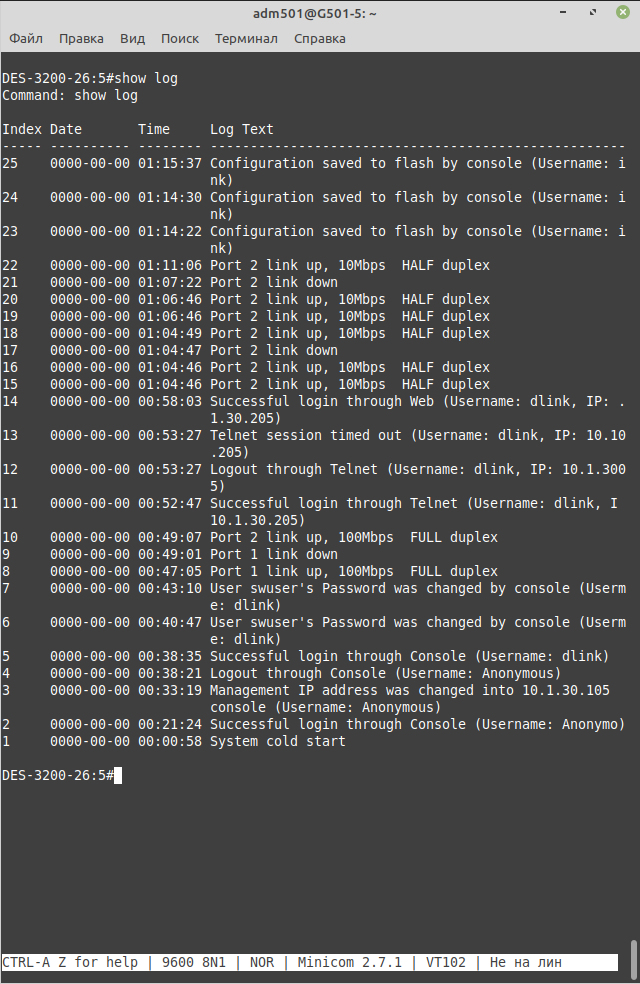 adm501@G501-5: ~
Файл Правка Вид Поиск Терминал Справка
DES-3200-26:5#show log
Command: show log
Index Date       Time     Log Text
----- ---------- -------- ----------------------------------------------------
25    0000-00-00 01:15:37 Configuration saved to flash by console (Username: i
nk)
24    0000-00-00 01:14:30 Configuration saved to flash by console (Username: i
nk)
23    0000-00-00 01:14:22 Configuration saved to flash by console (Username: i
nk)
22    0000-00-00 01:11:06 Port 2 link up, 10Mbps  HALF duplex
21    0000-00-00 01:07:22 Port 2 link down
20    0000-00-00 01:06:46 Port 2 link up, 10Mbps  HALF duplex
19    0000-00-00 01:06:46 Port 2 link up, 10Mbps  HALF duplex
18    0000-00-00 01:04:49 Port 2 link up, 10Mbps  HALF duplex
17    0000-00-00 01:04:47 Port 2 link down
16    0000-00-00 01:04:46 Port 2 link up, 10Mbps  HALF duplex
15    0000-00-00 01:04:46 Port 2 link up, 10Mbps  HALF duplex
14    0000-00-00 00:58:03 Successful login through Web (Username: dlink, IP: .
1.30.205)
13    0000-00-00 00:53:27 Telnet session timed out (Username: dlink, IP: 10.10
.205)
12    0000-00-00 00:53:27 Logout through Telnet (Username: dlink, IP: 10.1.300
5)
11    0000-00-00 00:52:47 Successful login through Telnet (Username: dlink, I
10.1.30.205)
10    0000-00-00 00:49:07 Port 2 link up, 100Mbps  FULL duplex
9     0000-00-00 00:49:01 Port 1 link down
8     0000-00-00 00:47:05 Port 1 link up, 100Mbps  FULL duplex
7     0000-00-00 00:43:10 User swuser's Password was changed by console (Userm
e: dlink)
6     0000-00-00 00:40:47 User swuser's Password was changed by console (Userm
e: dlink)
5     0000-00-00 00:38:35 Successful login through Console (Username: dlink)
4     0000-00-00 00:38:21 Logout through Console (Username: Anonymous)
3     0000-00-00 00:33:19 Management IP address was changed into 10.1.30.105
console (Username: Anonymous)
2     0000-00-00 00:21:24 Successful login through Console (Username: Anonymo)
1     0000-00-00 00:00:58 System cold start
DES-3200-26:5#
CTRL-A Z for help | 9600 8N1 | NOR | Minicom 2.7.1 | VT102 | Не на лин